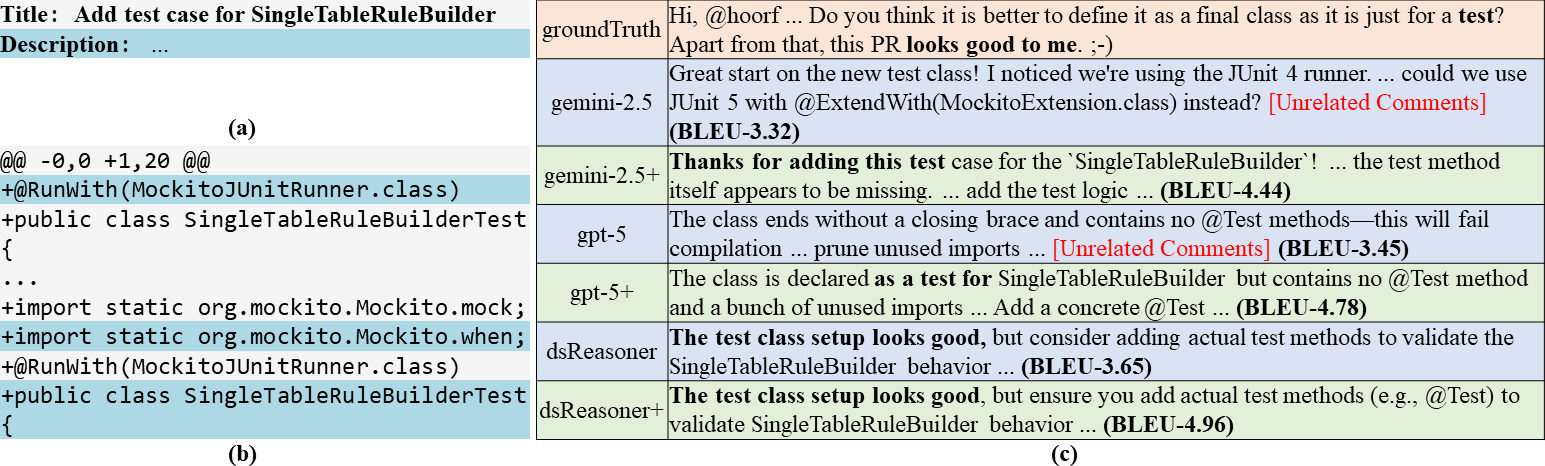 Title: Add test case for SingleTableRuleBuilder
Description: ...
(a)
@@ -0,0 +1,20 @@
+@RunWith(MockitoJUnitRunner.class)
+public class SingleTableRuleBuilderTest
{
...
+import static org.mockito.Mockito.mock;
+import static org.mockito.Mockito.when;
+@RunWith(MockitoJUnitRunner.class)
+public class SingleTableRuleBuilderTest
{
(b)
groundTruth
Hi, @hoorf ... Do you think it is better to define it as a final class as it is just for a test?
Apart from that, this PR looks good to me. ;-)
gemini-2.5
Great start on the new test class! I noticed we're using the JUnit 4 runner. ... could we use
JUnit 5 with @ExtendWith(MockitoExtension.class) instead? [Unrelated Comments]
(BLEU-3.32)
gemini-2.5+
Thanks for adding this test case for the `SingleTableRuleBuilder`! ... the test method
itself appears to be missing. ... add the test logic ... (BLEU-4.44)
gpt-5
The class ends without a closing brace and contains no @Test methods—this will fail
compilation ... prune unused imports ... [Unrelated Comments] (BLEU-3.45)
gpt-5+
The class is declared as a test for SingleTableRuleBuilder but contains no @Test method
and a bunch of unused imports ... Add a concrete @Test ... (BLEU-4.78)
dsReasoner
The test class setup looks good, but consider adding actual test methods to validate the
SingleTableRuleBuilder behavior ... (BLEU-3.65)
dsReasoner+
The test class setup looks good, but ensure you add actual test methods (e.g., @Test) to
validate SingleTableRuleBuilder behavior ... (BLEU-4.96)
(c)